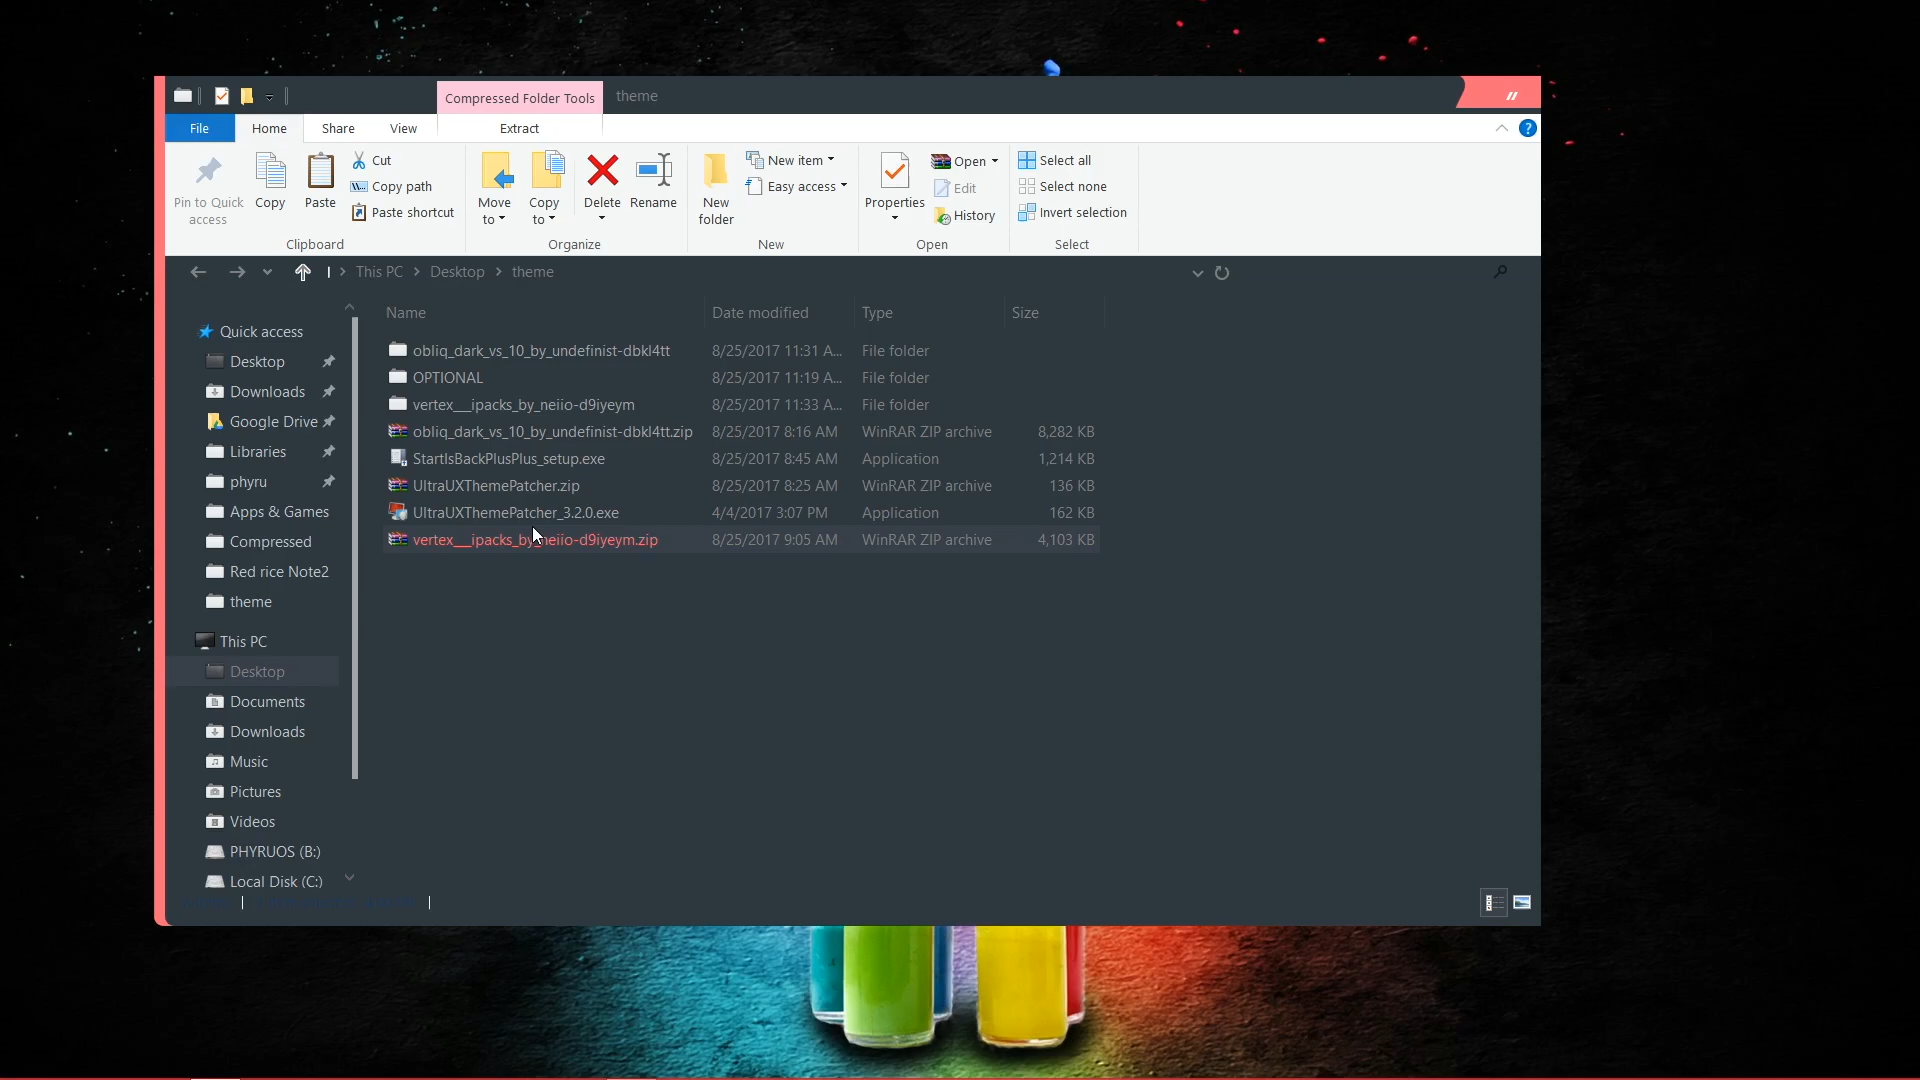 Compressed Folder Tools theme
File Home Share View Extract
Pin to Quick access
Copy
Paste
Cut
Copy path
Paste shortcut
Clipboard
Move to
Copy to
Delete
Rename
Organize
New folder
New item
Easy access
New
Properties
Open
Edit
History
Open
Select all
Select none
Invert selection
Select
This PC > Desktop > theme
Name Date modified Type Size
obliq_dark_vs_10_by_undefinist-dbkl4tt 8/25/2017 11:31 A... File folder
OPTIONAL 8/25/2017 11:19 A... File folder
vertex__ipacks_by_neiio-d9iyeym 8/25/2017 11:33 A... File folder
obliq_dark_vs_10_by_undefinist-dbkl4tt.zip 8/25/2017 8:16 AM WinRAR ZIP archive 8,282 KB
StartIsBackPlusPlus_setup.exe 8/25/2017 8:45 AM Application 1,214 KB
UltraUXThemePatcher.zip 8/25/2017 8:25 AM WinRAR ZIP archive 136 KB
UltraUXThemePatcher_3.2.0.exe 4/4/2017 3:07 PM Application 162 KB
vertex__ipacks_by_neiio-d9iyeym.zip 8/25/2017 9:05 AM WinRAR ZIP archive 4,103 KB
Quick access
Desktop
Downloads
Google Drive
Libraries
phyru
Apps & Games
Compressed
Red rice Note2
theme
This PC
Desktop
Documents
Downloads
Music
Pictures
Videos
PHYRUOS (B:)
Local Disk (C:)